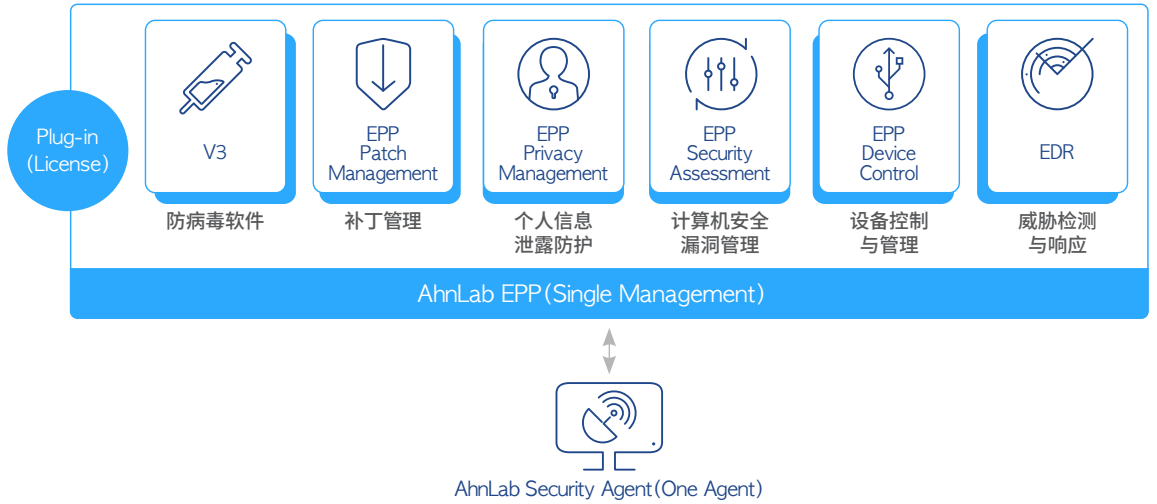 Plug-in
(License)
V3
防病毒软件
EPP
Patch
Management
补丁管理
EPP
Privacy
Management
个人信息
泄露防护
EPP
Security
Assessment
计算机安全
漏洞管理
EPP
Device
Control
设备控制
与管理
EDR
威胁检测
与响应
AhnLab EPP(Single Management)
AhnLab Security Agent(One Agent)